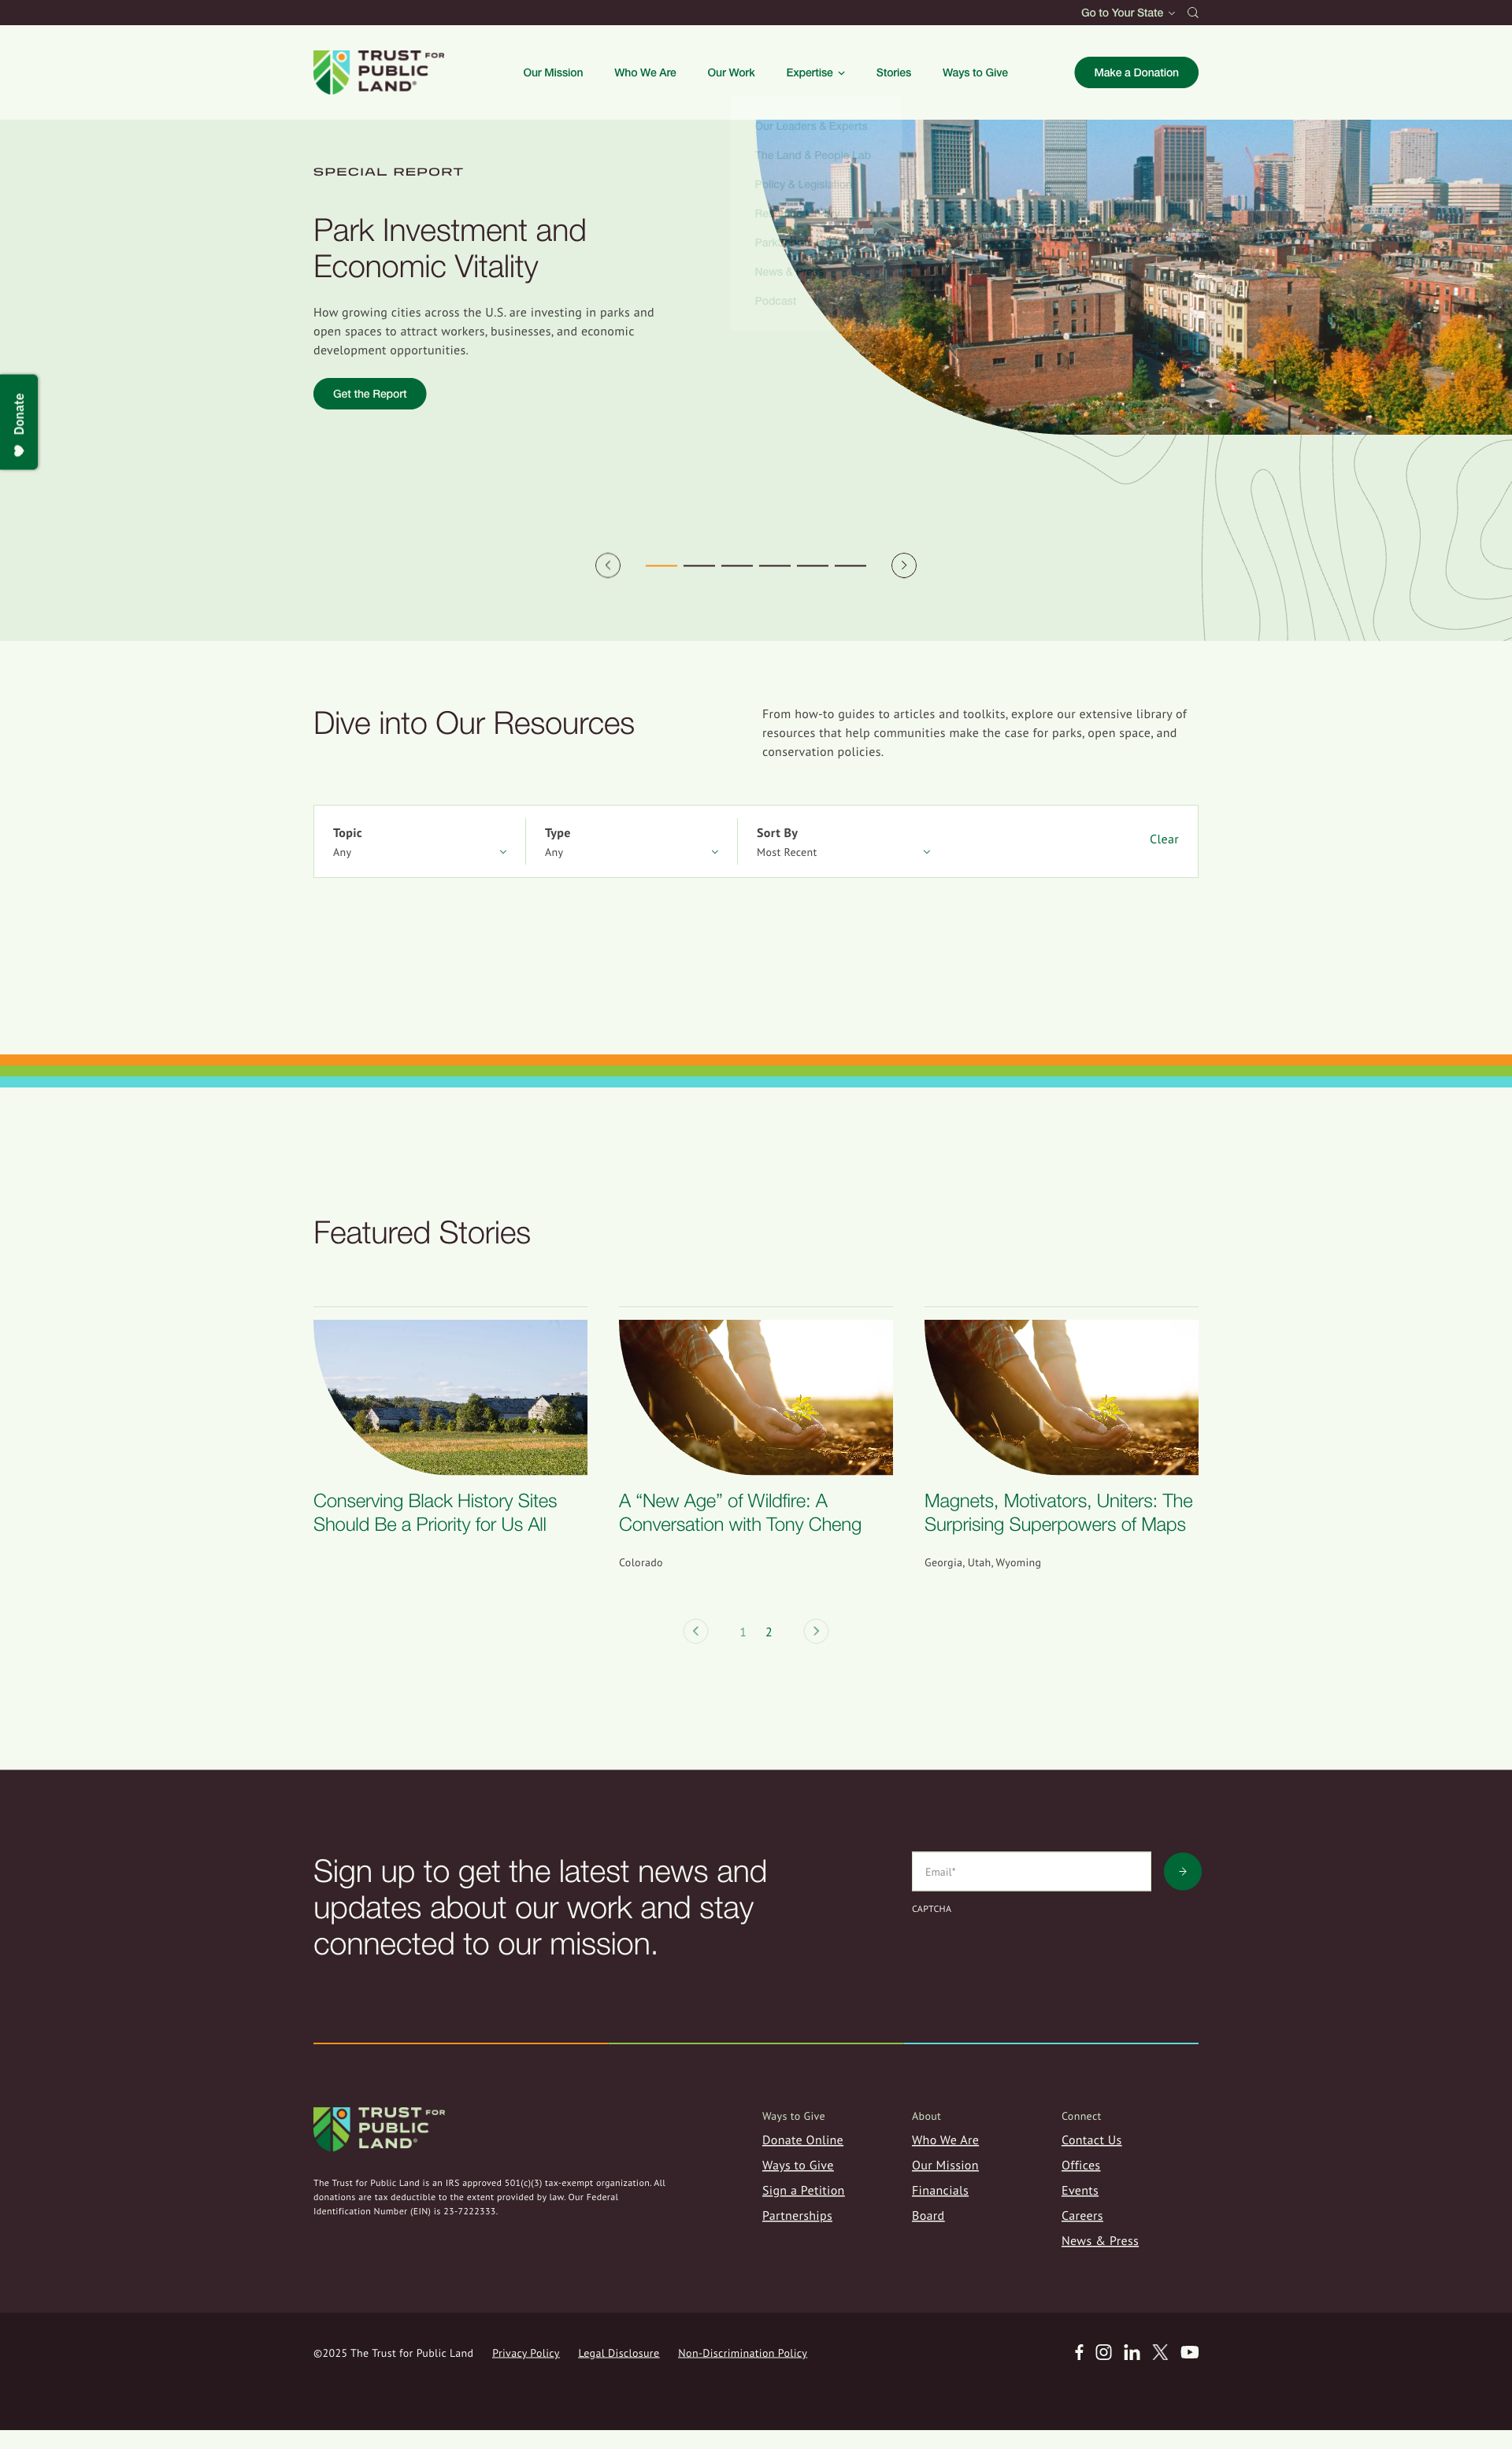 Go to Your State
TRUST FOR
PUBLIC
LAND®
Our Mission
Who We Are
Our Work
Expertise
Stories
Ways to Give
Make a Donation
Our Leaders & Experts
The Land & People Lab
Policy & Legislation
News & Press
Podcast
SPECIAL REPORT
Park Investment and
Economic Vitality
How growing cities across the U.S. are investing in parks and
open spaces to attract workers, businesses, and economic
development opportunities.
Get the Report
Donate
Dive into Our Resources
From how-to guides to articles and toolkits, explore our extensive library of
resources that help communities make the case for parks, open space, and
conservation policies.
Topic
Any
Type
Any
Sort By
Most Recent
Clear
Featured Stories
Conserving Black History Sites
Should Be a Priority for Us All
A “New Age” of Wildfire: A
Conversation with Tony Cheng
Colorado
Magnets, Motivators, Uniters: The
Surprising Superpowers of Maps
Georgia, Utah, Wyoming
1 2
Sign up to get the latest news and
updates about our work and stay
connected to our mission.
Email*
CAPTCHA
TRUST FOR
PUBLIC
LAND®
The Trust for Public Land is an IRS approved 501(c)(3) tax-exempt organization. All
donations are tax deductible to the extent provided by law. Our Federal
Identification Number (EIN) is 23-7222333.
Ways to Give
Donate Online
Ways to Give
Sign a Petition
Partnerships
About
Who We Are
Our Mission
Financials
Board
Connect
Contact Us
Offices
Events
Careers
News & Press
©2025 The Trust for Public Land
Privacy Policy
Legal Disclosure
Non-Discrimination Policy